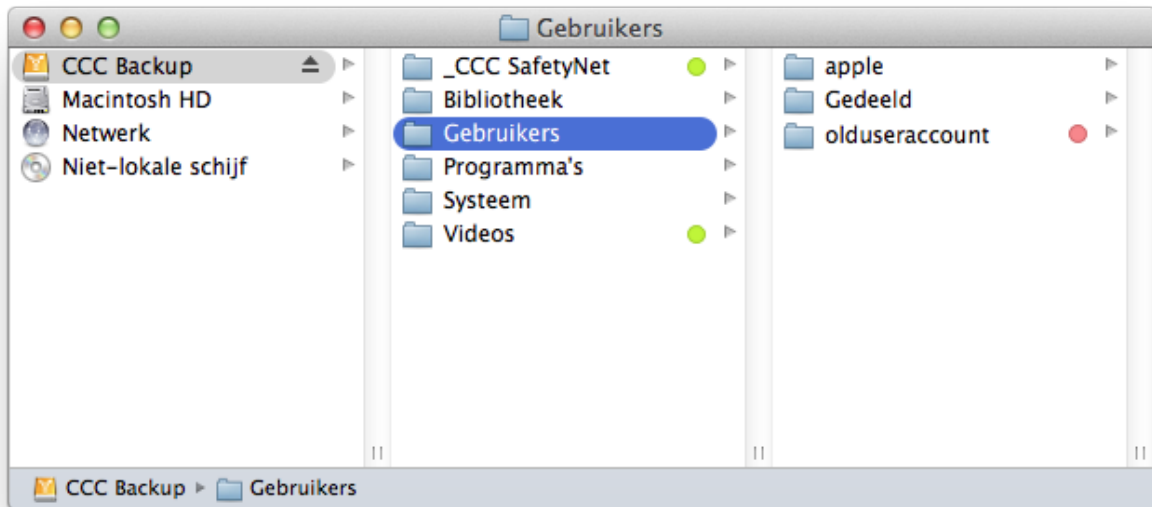 Gebruikers
CCC Backup
Macintosh HD
Netwerk
Niet-lokale schijf
_CCC SafetyNet
Bibliotheek
Gebruikers
Programma's
Systeem
Videos
apple
Gedeeld
olduseraccount
CCC Backup Gebruikers